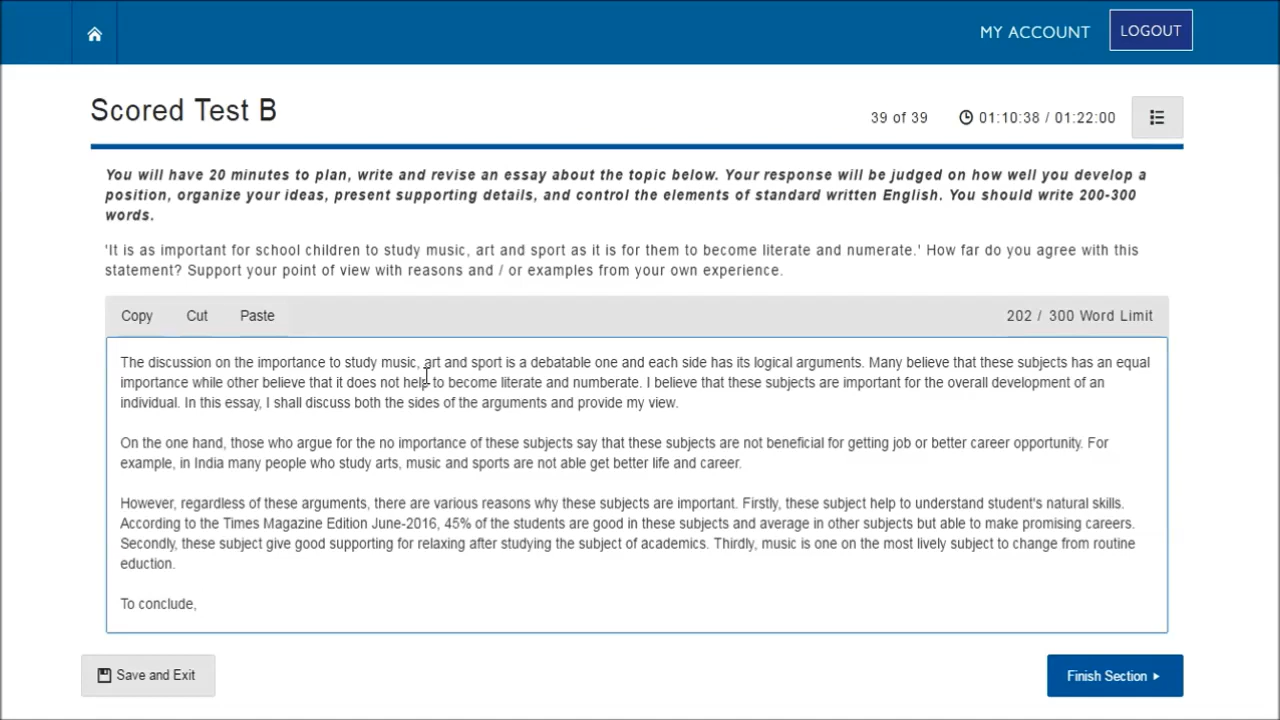 MY ACCOUNT
LOGOUT
Scored Test B
39 of 39
01:10:38 / 01:22:00
You will have 20 minutes to plan, write and revise an essay about the topic below. Your response will be judged on how well you develop a
position, organize your ideas, present supporting details, and control the elements of standard written English. You should write 200-300
words.
'It is as important for school children to study music, art and sport as it is for them to become literate and numerate.' How far do you agree with this
statement? Support your point of view with reasons and / or examples from your own experience.
Copy Cut Paste
202 / 300 Word Limit
The discussion on the importance to study music, art and sport is a debatable one and each side has its logical arguments. Many believe that these subjects has an equal
importance while other believe that it does not help to become literate and numberate. I believe that these subjects are important for the overall development of an
individual. In this essay, I shall discuss both the sides of the arguments and provide my view.
On the one hand, those who argue for the no importance of these subjects say that these subjects are not beneficial for getting job or better career opportunity. For
example, in India many people who study arts, music and sports are not able get better life and career.
However, regardless of these arguments, there are various reasons why these subjects are important. Firstly, these subject help to understand student's natural skills.
According to the Times Magazine Edition June-2016, 45% of the students are good in these subjects and average in other subjects but able to make promising careers.
Secondly, these subject give good supporting for relaxing after studying the subject of academics. Thirdly, music is one on the most lively subject to change from routine
eduction.
To conclude,
Save and Exit
Finish Section